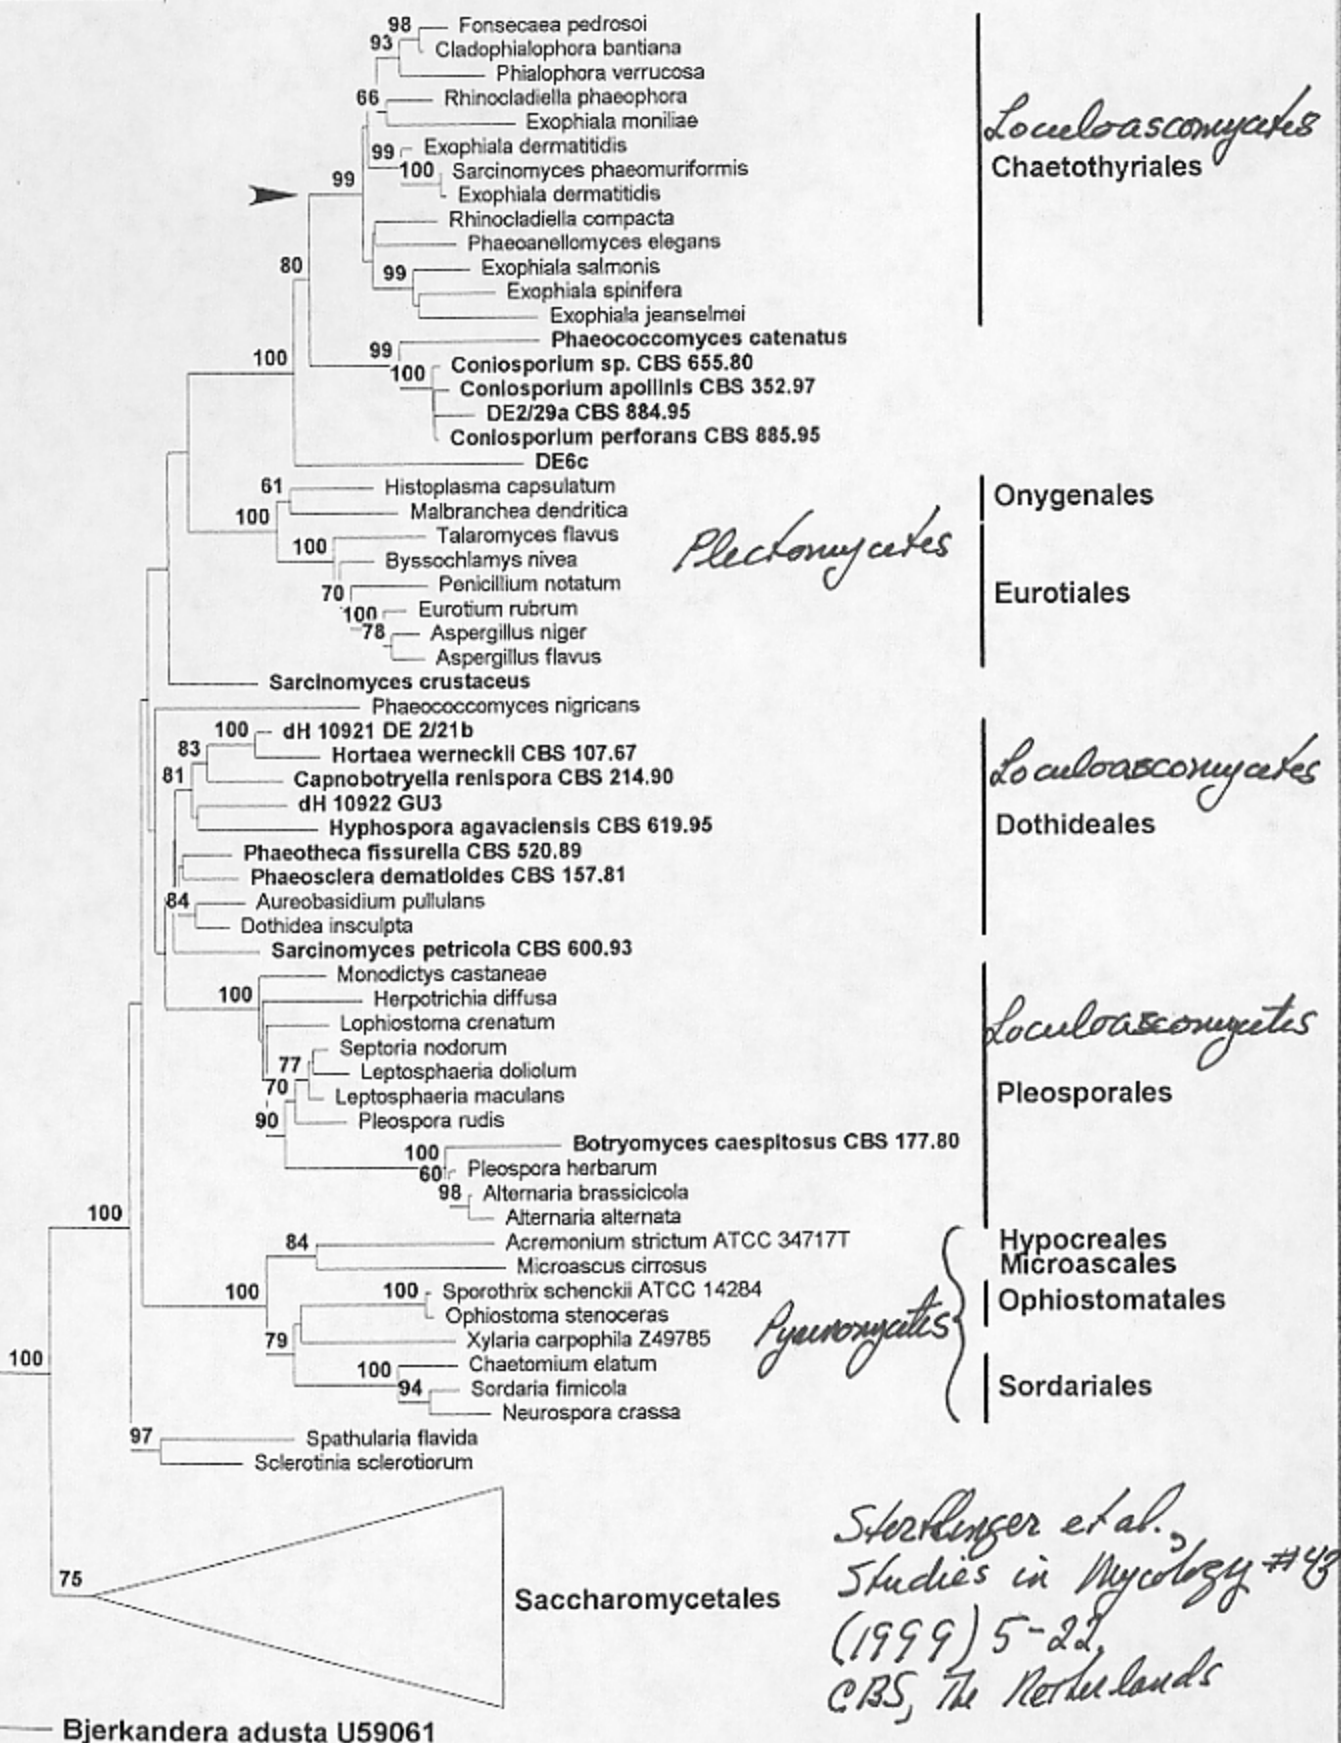 98 Fonsecaea pedrosoi
93 Cladophialophora bantiana
Phialophora verrucosa
66 Rhinocladiella phaeophora
Exophiala moniliae
99 Exophiala dermatitidis
100 Sarcinomyces phaeomuriformis
99 Exophiala dermatitidis
Loculoascomycetes
Chaetothyriales
Rhinocladiella compacta
Phaeoanellomyces elegans
80 99 Exophiala salmonis
Exophiala spinifera
Exophiala jeanselmei
Phaeococcomyces catenatus
99 Coniosporium sp. CBS 655.80
100 100 Coniosporium apollinis CBS 352.97
DE2/29a CBS 884.95
Coniosporium perforans CBS 885.95
DE6c
61 Histoplasma capsulatum
Onygenales
100 Malbranchea dendritica
Talaromyces flavus
100 Byssochlamys nivea
Plectomycetes
70 Penicillium notatum
Eurotiales
100 Eurotium rubrum
78 Aspergillus niger
Aspergillus flavus
Sarcinomyces crustaceus
Phaeococcomyces nigricans
100 dH 10921 DE 2/21b
83 Hortaea werneckii CBS 107.67
81 Capnobotryella renispora CBS 214.90
Loculoascomycetes
dH 10922 GU3
Hyphospora agavaciensis CBS 619.95
Dothideales
Phaeotheca fissurella CBS 520.89
Phaeosclera dematioides CBS 157.81
84 Aureobasidium pullulans
Dothidea insculpta
Sarcinomyces petricola CBS 600.93
Monodictys castaneae
100 Herpotrichia diffusa
Lophiostoma crenatum
Loculoascomycetes
Septoria nodorum
77 Leptosphaeria doliolum
70 Leptosphaeria maculans
Pleosporales
90 Pleospora rudis
100 Botryomyces caespitosus CBS 177.80
60 Pleospora herbarum
98 Alternaria brassicicola
Alternaria alternata
100
84 Acremonium strictum ATCC 34717T
Hypocreales
Microascus cirrosus
Microascales
100 100 Sporothrix schenckii ATCC 14284
Ophiostomatales
Ophiostoma stenoceras
Pyrenomycetes
79 Xylaria carpophila Z49785
100 100 Chaetomium elatum
94 Sordaria fimicola
Sordariales
Neurospora crassa
97 Spathularia flavida
Sclerotinia sclerotiorum
75
Saccharomycetales
Sterflinger et al.,
Studies in Mycology #43
(1999) 5-22,
CBS, The Netherlands
Bjerkandera adusta U59061